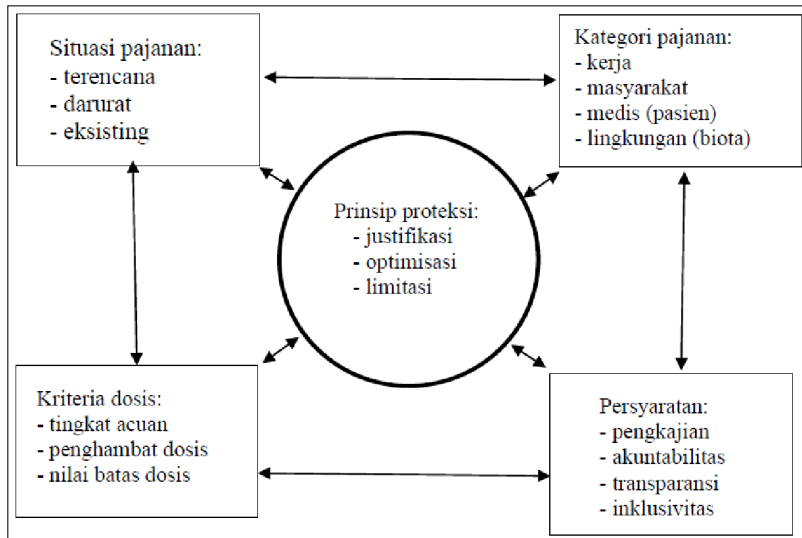 Situasi pajanan:
- terencana
- darurat
- eksisting
Kategori pajanan:
- kerja
- masyarakat
- medis (pasien)
- lingkungan (biota)
Prinsip proteksi:
- justifikasi
- optimisasi
- limitasi
Kriteria dosis:
- tingkat acuan
- penghambat dosis
- nilai batas dosis
Persyaratan:
- pengkajian
- akuntabilitas
- transparansi
- inklusivitas